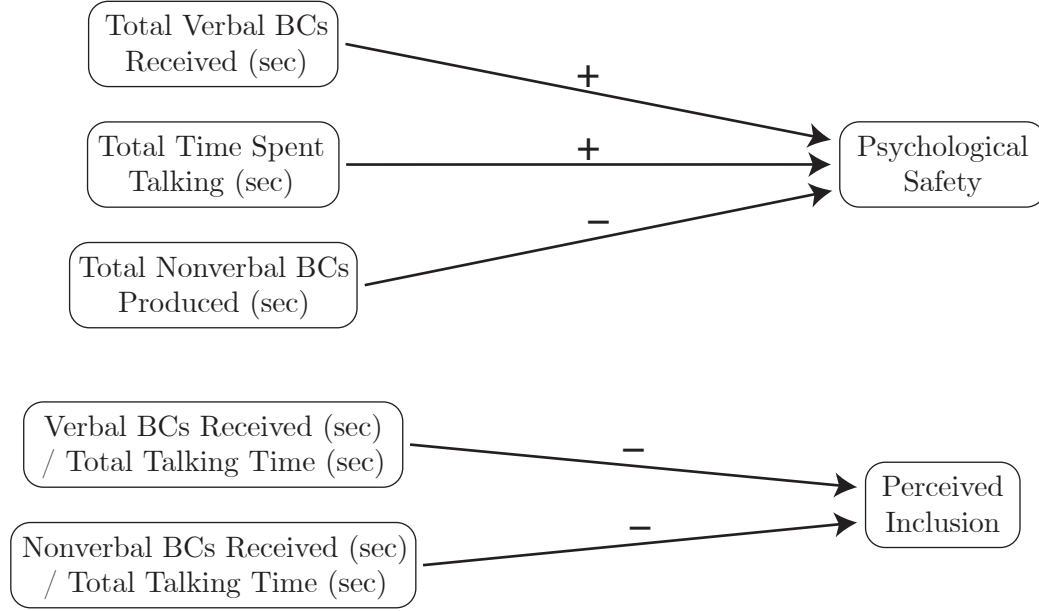 Total Verbal BCs
Received (sec)
+
Total Time Spent
Talking (sec)
+
Psychological
Safety
−
Total Nonverbal BCs
Produced (sec)
Verbal BCs Received (sec)
/ Total Talking Time (sec)
−
Perceived
Inclusion
−
Nonverbal BCs Received (sec)
/ Total Talking Time (sec)